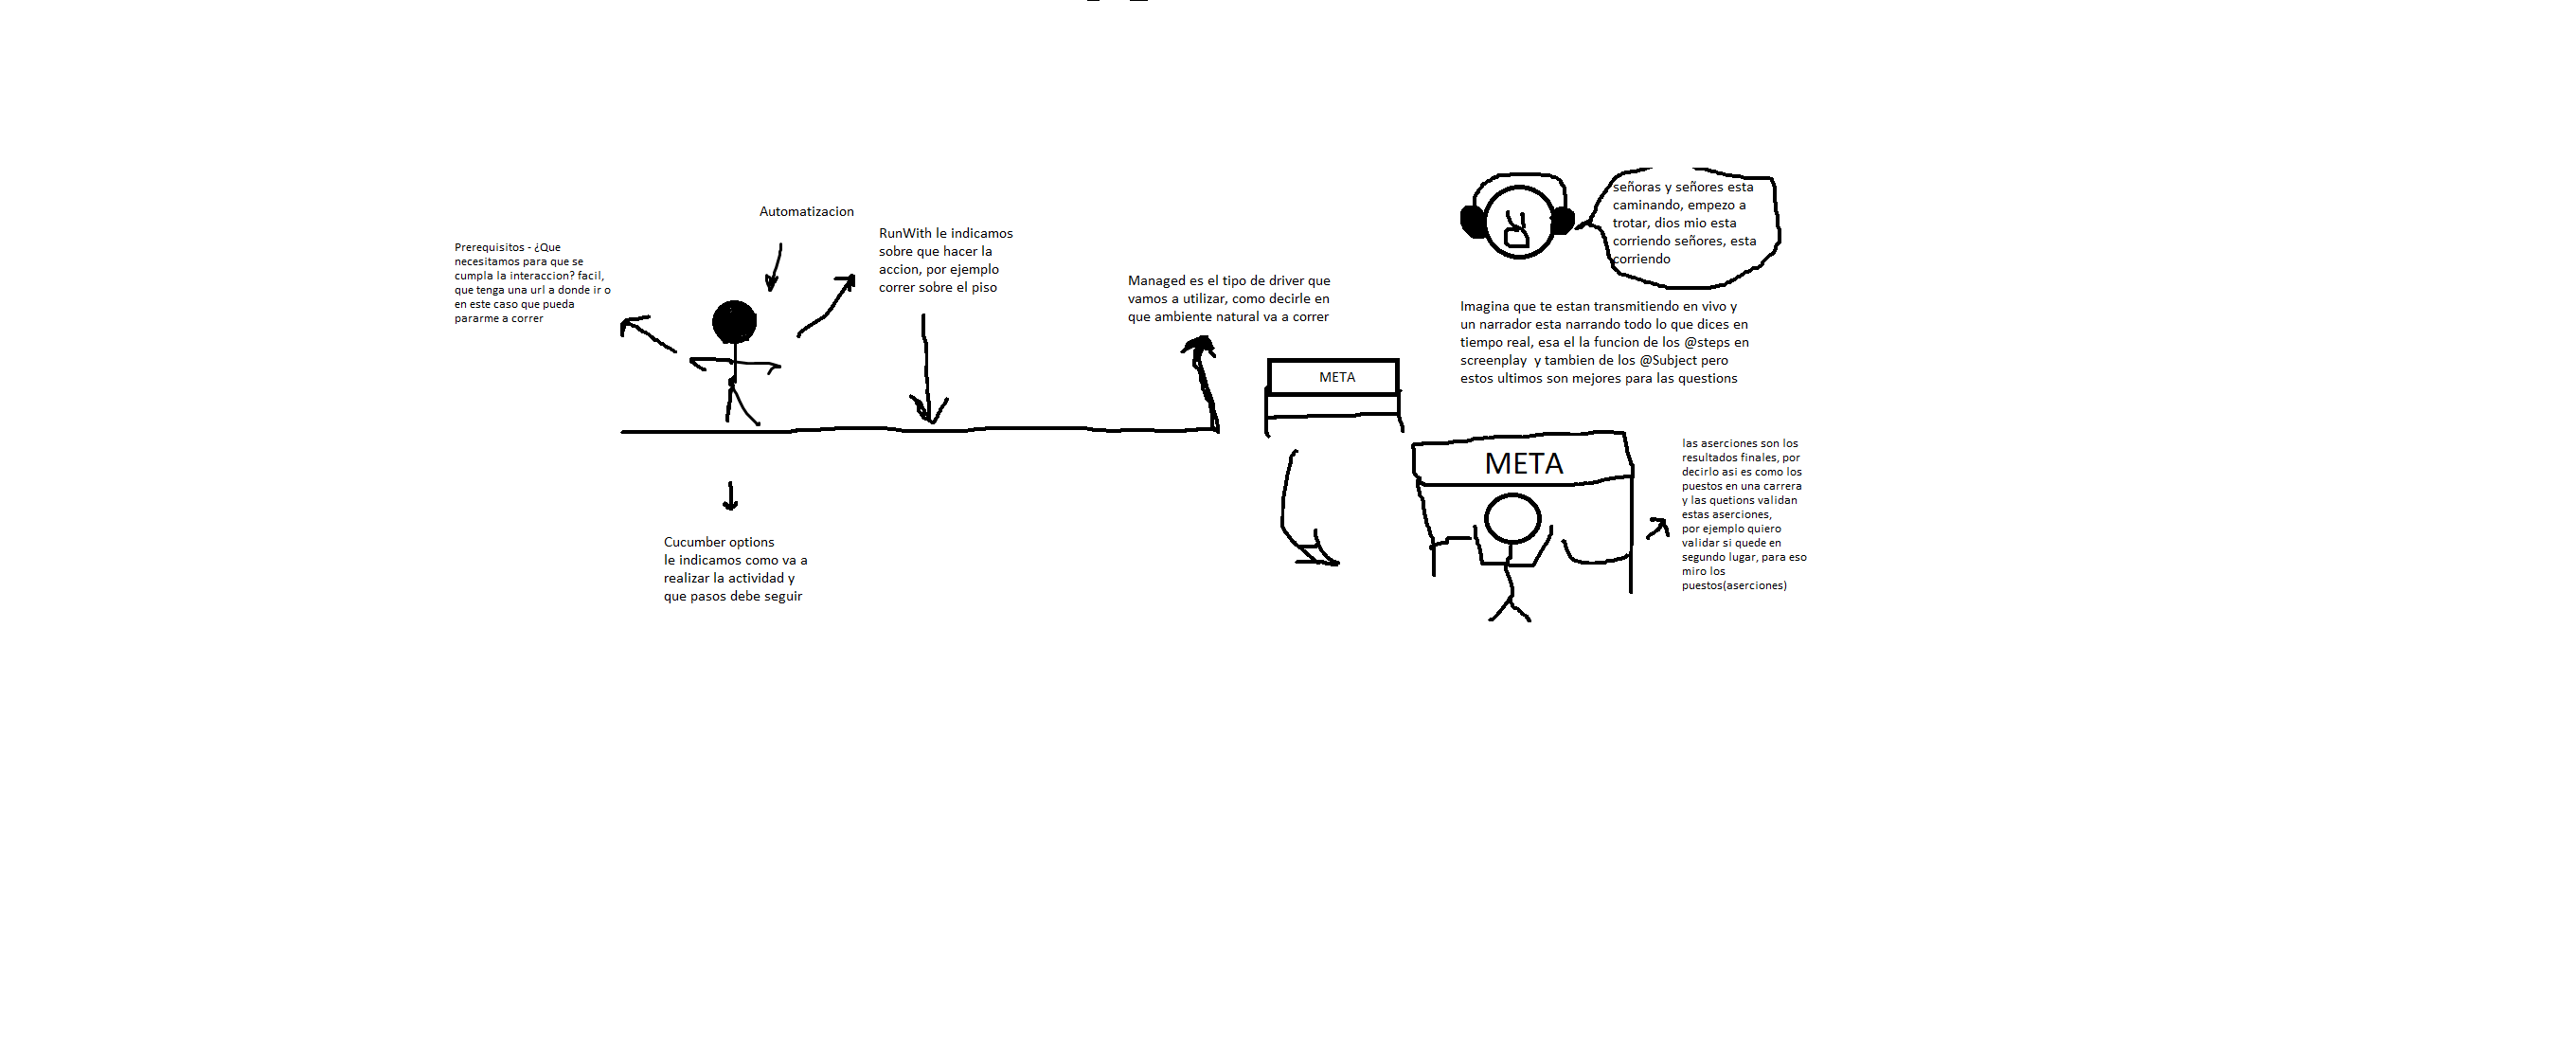 Automatizacion
Prerequisitos - ¿Que
necesitamos para que se
cumpla la interaccion? facil,
que tenga una url a donde ir o
en este caso que pueda
pararme a correr
RunWith le indicamos
sobre que hacer la
accion, por ejemplo
correr sobre el piso
Cucumber options
le indicamos como va a
realizar la actividad y
que pasos debe seguir
Managed es el tipo de driver que
vamos a utilizar, como decirle en
que ambiente natural va a correr
META
señoras y señores esta
caminando, empezo a
trotar, dios mio esta
corriendo señores, esta
corriendo
Imagina que te estan transmitiendo en vivo y
un narrador esta narrando todo lo que dices en
tiempo real, esa el la funcion de los @steps en
screenplay  y tambien de los @Subject pero
estos ultimos son mejores para las questions
META
las aserciones son los
resultados finales, por
decirlo asi es como los
puestos en una carrera
y las quetions validan
estas aserciones,
por ejemplo quiero
validar si quede en
segundo lugar, para eso
miro los
puestos(aserciones)